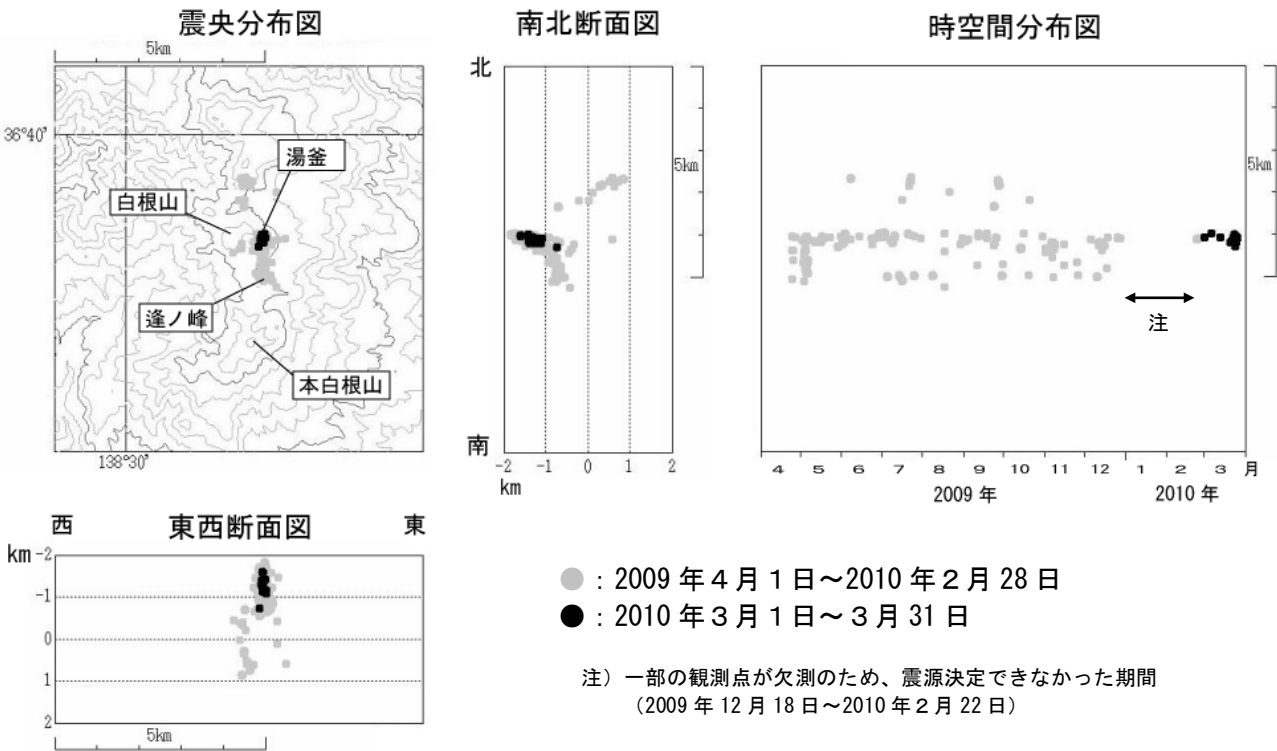 震央分布図
5km
36°40’
湯釜
白根山
逢ノ峰
本白根山
138°30’
南北断面図
北
南
-2 -1 0 1 2
km
5km
時空間分布図
5km
注
4 5 6 7 8 9 10 11 12 1 2 3 月
2009 年 2010 年
西 東西断面図 東
km
-2
-1
0
1
2
5km
● : 2009 年 4 月 1 日~2010 年 2 月 28 日
● : 2010 年 3 月 1 日~3 月 31 日
注) 一部の観測点が欠測のため、震源決定できなかった期間
(2009 年 12 月 18 日~2010 年 2 月 22 日)